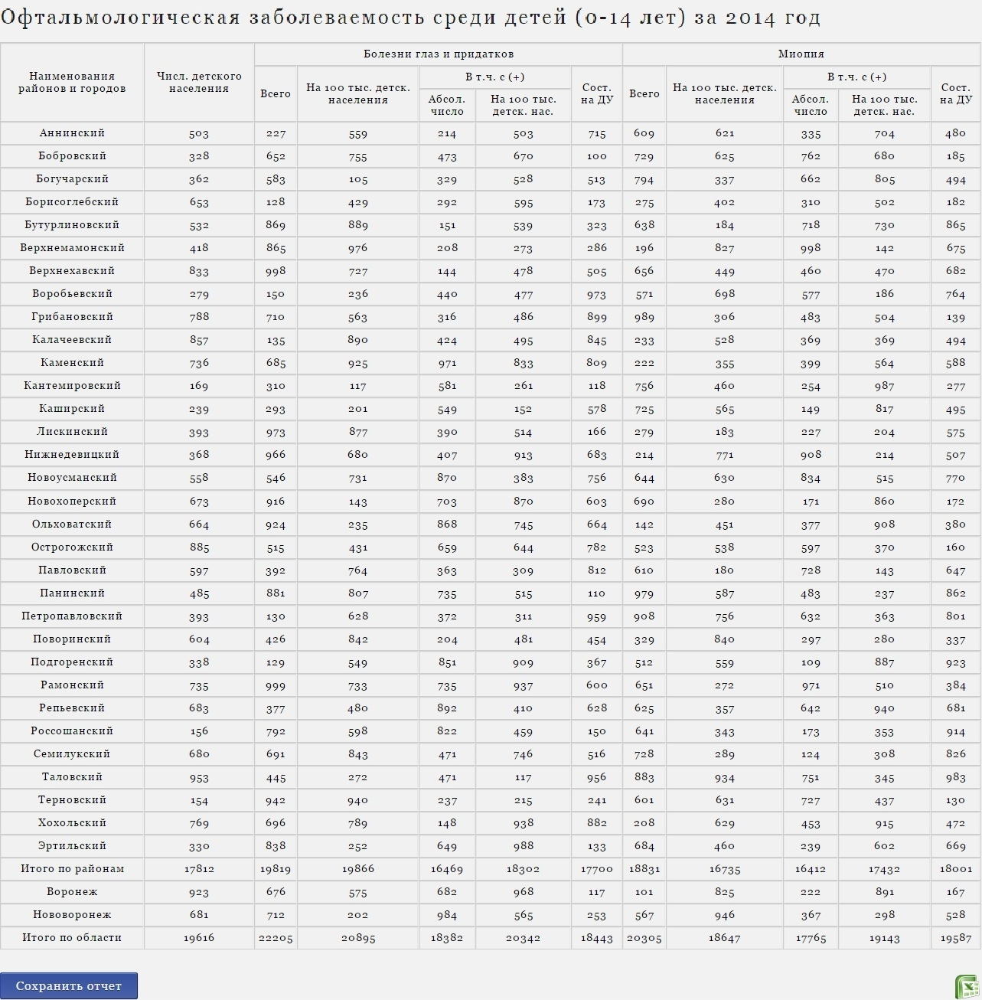 Офтальмологическая заболеваемость среди детей (0-14 лет) за 2014 год
Наименования районов и городов Числ. детского населения Болезни глаз и придатков Миопия
Всего На 100 тыс. детск. населения В т.ч. с (+) Сост. на ДУ Всего На 100 тыс. детск. населения В т.ч. с (+) Сост. на ДУ
Абсол. число На 100 тыс. детск. нас. Абсол. число На 100 тыс. детск. нас.
Аннинский 503 227 559 214 503 715 609 621 335 704 480
Бобровский 328 652 755 473 670 100 729 625 762 680 185
Богучарский 362 583 105 329 528 513 794 337 662 805 494
Борисоглебский 653 128 429 292 595 173 275 402 310 502 182
Бутурлиновский 532 869 889 151 539 323 638 184 718 730 865
Верхнемамонский 418 865 976 208 273 286 196 827 998 142 675
Верхнехавский 833 998 727 144 478 505 656 449 460 470 682
Воробьевский 279 150 236 440 477 973 571 698 577 186 764
Грибановский 788 710 563 316 486 899 989 306 483 504 139
Калачеевский 857 135 890 424 495 845 233 528 369 369 494
Каменский 736 685 925 971 833 809 222 355 399 564 588
Кантемировский 169 310 117 581 261 118 756 460 254 987 277
Каширский 239 293 201 549 152 578 725 565 149 817 495
Лискинский 393 973 877 390 514 166 279 183 227 204 575
Нижнедевицкий 368 966 680 407 913 683 214 771 908 214 507
Новоусманский 558 546 731 870 383 756 644 630 834 515 770
Новохоперский 673 916 143 703 870 603 690 280 171 860 172
Ольховатский 664 924 235 868 745 664 142 451 377 908 380
Острогожский 885 515 431 659 644 782 523 538 597 370 160
Павловский 597 392 764 363 309 812 610 180 728 143 647
Панинский 485 881 807 735 515 110 979 587 483 237 862
Петропавловский 393 130 628 372 311 959 908 756 632 363 801
Поворинский 604 426 842 204 481 454 329 840 297 280 337
Подгоренский 338 129 549 851 909 367 512 559 109 887 923
Рамонский 735 999 733 735 937 600 651 272 971 510 384
Репьевский 683 377 480 892 410 628 625 357 642 940 681
Россошанский 156 792 598 822 459 150 641 343 173 353 914
Семилукский 680 691 843 471 746 516 728 289 124 308 826
Таловский 953 445 272 471 117 956 883 934 751 345 983
Терновский 154 942 940 237 215 241 601 631 727 437 130
Хохольский 769 696 789 148 938 882 208 629 453 915 472
Эртильский 330 838 252 649 988 133 684 460 239 602 669
Итого по районам 17812 19819 19866 16469 18302 17700 18831 16735 16412 17432 18001
Воронеж 923 676 575 682 968 117 101 825 222 891 167
Нововоронеж 681 712 202 984 565 253 567 946 367 298 528
Итого по области 19616 22205 20895 18382 20342 18443 20305 18647 17765 19143 19587
Сохранить отчет